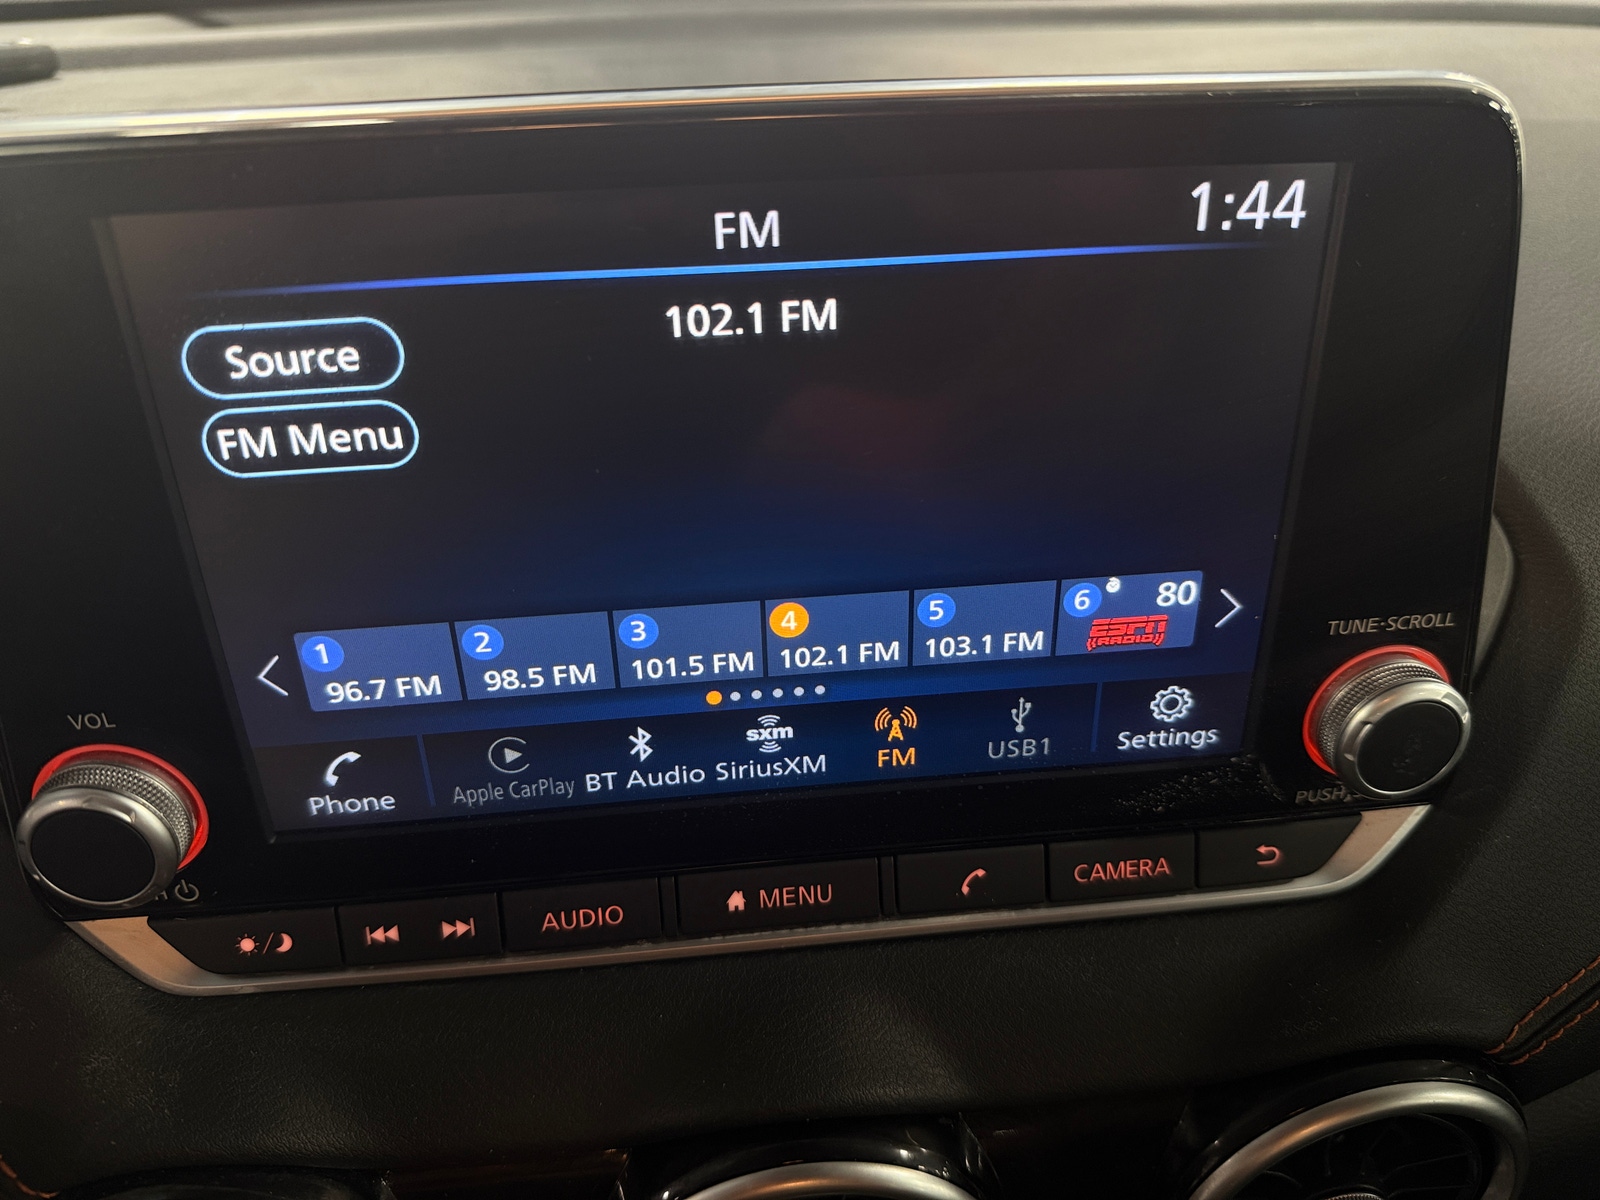 FM
1:44
102.1 FM
Source
FM Menu
1
96.7 FM
2
98.5 FM
3
101.5 FM
4
102.1 FM
5
103.1 FM
6
80
ESPN
RADIO
Phone
Apple CarPlay
BT Audio
sxm
SiriusXM
FM
USB1
Settings
VOL
TUNE·SCROLL
PUSH
AUDIO
MENU
CAMERA